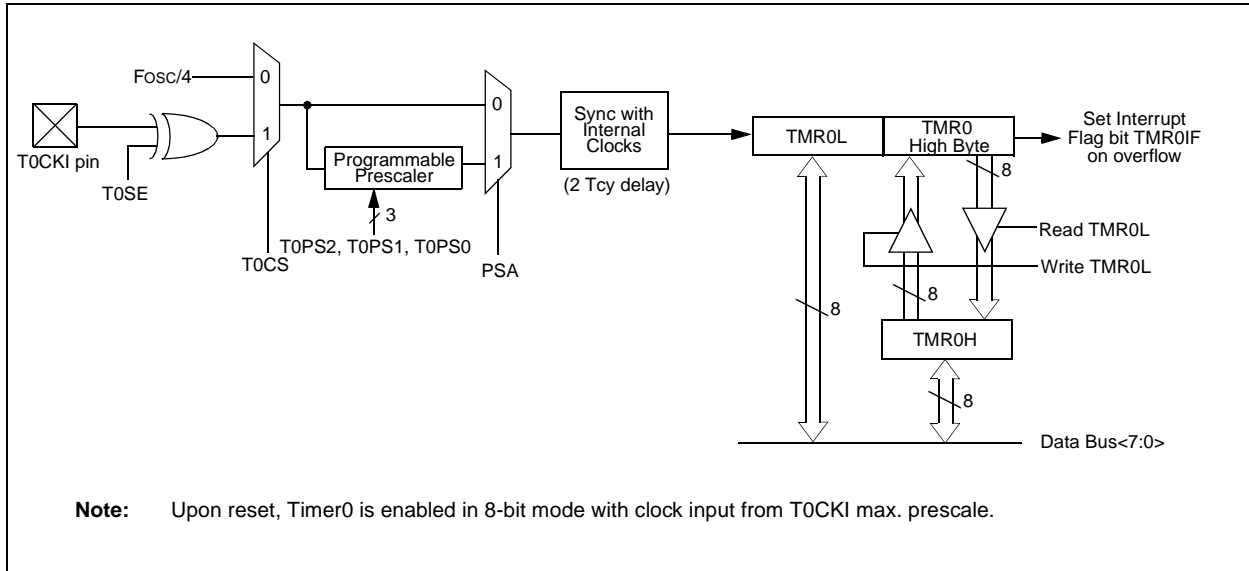 Fosc/4
0
1
T0CKI pin
T0SE
T0CS
Programmable
Prescaler
3
T0PS2, T0PS1, T0PS0
0
1
PSA
Sync with
Internal
Clocks
(2 Tcy delay)
TMR0L
TMR0
High Byte
Set Interrupt
Flag bit TMR0IF
on overflow
8
Read TMR0L
Write TMR0L
8
8
TMR0H
8
Data Bus<7:0>
Note: Upon reset, Timer0 is enabled in 8-bit mode with clock input from T0CKI max. prescale.